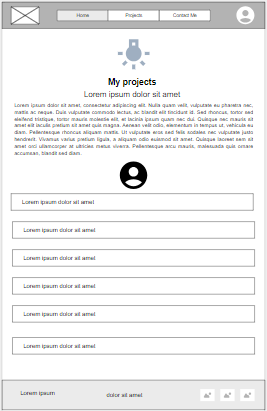 Home Projects Contact Me
My projects
Lorem ipsum dolor sit amet
Lorem ipsum dolor sit amet, consectetur adipiscing elit. Nulla quam velit, vulputate eu pharetra nec,
mattis ac neque. Duis vulputate commodo lectus, ac blandit elit tincidunt id. Sed rhoncus, tortor sed
eleifend tristique, tortor mauris molestie elit, et lacinia ipsum quam nec dui. Quisque nec mauris sit
amet elit iaculis pretium sit amet quis magna. Aenean velit odio, elementum in tempus ut, vehicula eu
diam. Pellentesque rhoncus aliquam mattis. Ut vulputate eros sed felis sodales nec vulputate justo
hendrerit. Vivamus varius pretium ligula, a aliquam odio euismod sit amet. Quisque laoreet sem sit
amet orci ullamcorper at ultricies metus viverra. Pellentesque arcu mauris, malesuada quis ornare
accumsan, blandit sed diam.
Lorem ipsum dolor sit amet
Lorem ipsum dolor sit amet
Lorem ipsum dolor sit amet
Lorem ipsum dolor sit amet
Lorem ipsum dolor sit amet
Lorem ipsum dolor sit amet
Lorem ipsum dolor sit amet